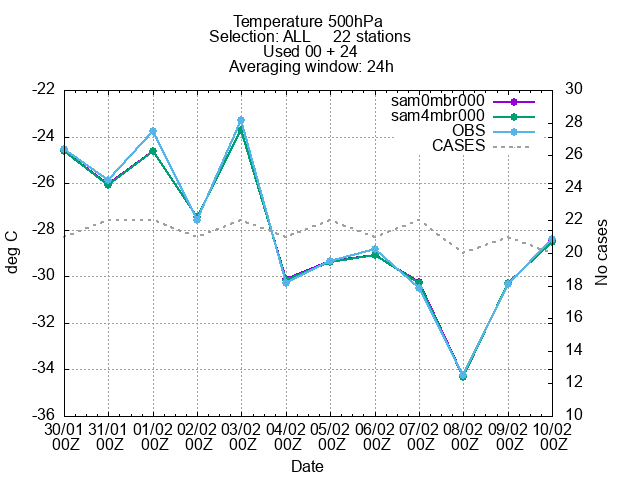 Temperature 500hPa
Selection: ALL 22 stations
Used 00 + 24
Averaging window: 24h
sam0mbr000
sam4mbr000
OBS
CASES
-22
-24
-26
-28
-30
-32
-34
-36
deg C
30
28
26
24
22
20
18
16
14
12
10
No cases
30/01 31/01 01/02 02/02 03/02 04/02 05/02 06/02 07/02 08/02 09/02 10/02
00Z 00Z 00Z 00Z 00Z 00Z 00Z 00Z 00Z 00Z 00Z 00Z
Date